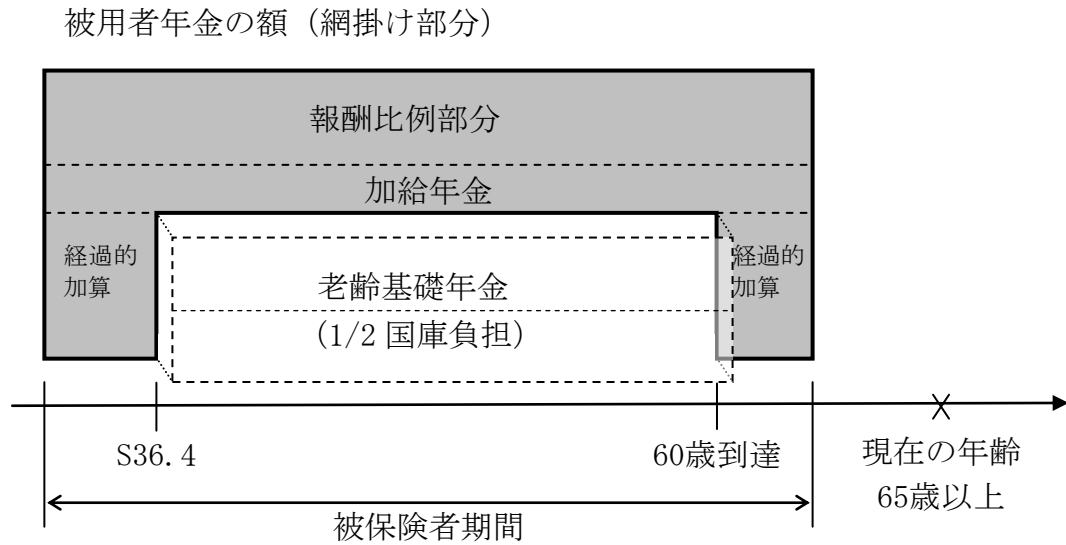 被用者年金の額（網掛け部分）
報酬比例部分
加給年金
経過的
加算
老齢基礎年金
(1/2 国庫負担)
経過的
加算
S36.4
60歳到達
現在の年齢
65歳以上
被保険者期間